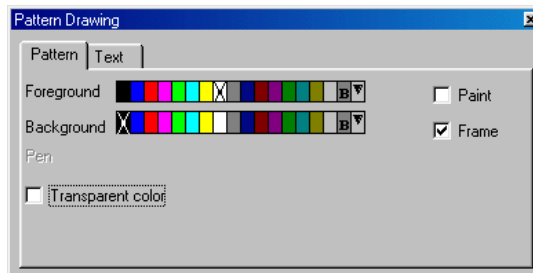 Pattern Drawing
Pattern Text
Foreground B Paint
Background B Frame
Pen
Transparent color